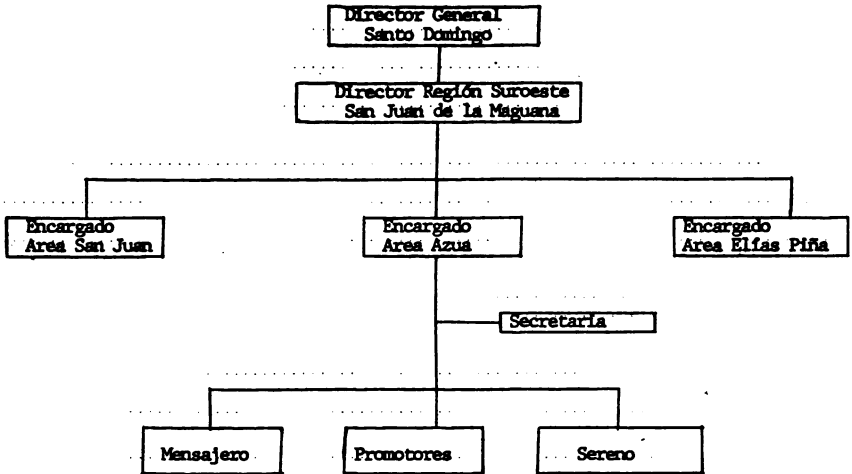 Director General
Santo Domingo
Director Región Suroeste
San Juan de la Maguana
Encargado
Area San Juan
Encargado
Area Azua
Encargado
Area Elías Piña
Secretaría
Mensajero
Promotores
Sereno